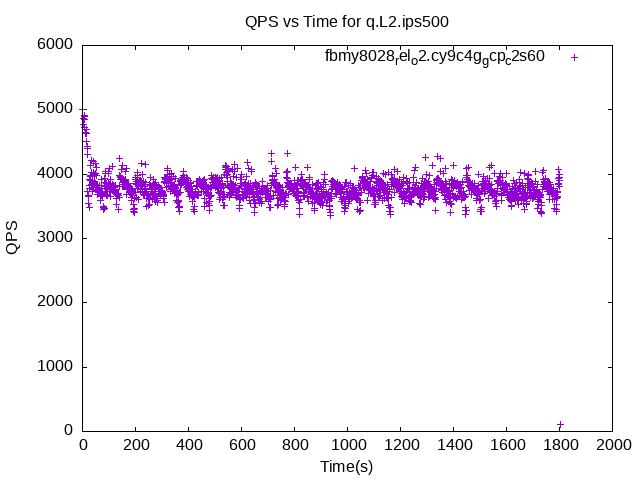 QPS vs Time for q.L2.ips500
fbmy8028relo2.cy9c4ggcpc2s60
6000
5000
4000
3000
2000
1000
0
QPS
0 200 400 600 800 1000 1200 1400 1600 1800 2000
Time(s)